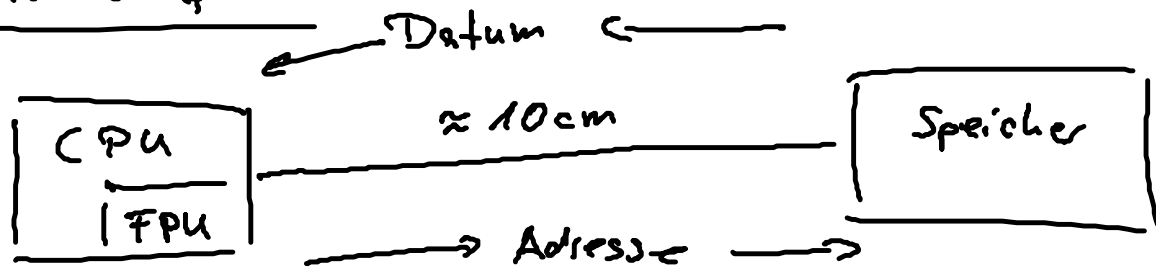 Datum
≈ 10cm
CPU
Speicher
FPU
Adresse